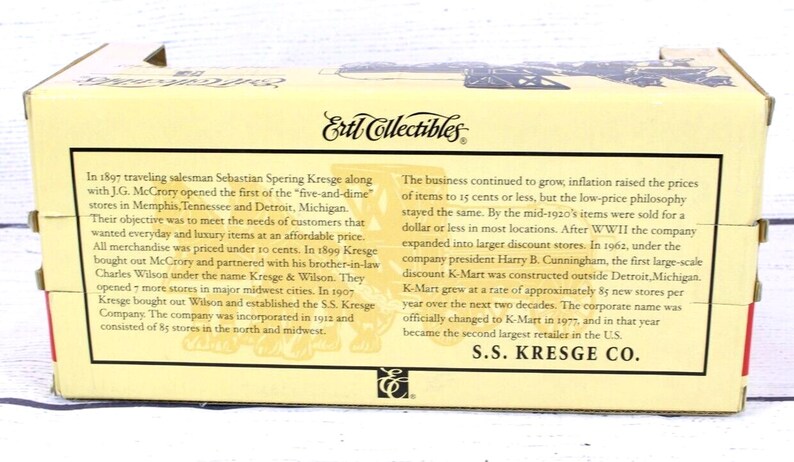 Ertl Collectibles
Ertl Collectibles®
In 1897 traveling salesman Sebastian Spering Kresge along
with J.G. McCrory opened the first of the "five-and-dime"
stores in Memphis,Tennessee and Detroit, Michigan.
Their objective was to meet the needs of customers that
wanted everyday and luxury items at an affordable price.
All merchandise was priced under 10 cents. In 1899 Kresge
bought out McCrory and partnered with his brother-in-law
Charles Wilson under the name Kresge & Wilson. They
opened 7 more stores in major midwest cities. In 1907
Kresge bought out Wilson and established the S.S. Kresge
Company. The company was incorporated in 1912 and
consisted of 85 stores in the north and midwest.
The business continued to grow, inflation raised the prices
of items to 15 cents or less, but the low-price philosophy
stayed the same. By the mid-1920's items were sold for a
dollar or less in most locations. After WWII the company
expanded into larger discount stores. In 1962, under the
company president Harry B. Cunningham, the first large-scale
discount K-Mart was constructed outside Detroit,Michigan.
K-Mart grew at a rate of approximately 85 new stores per
year over the next two decades. The corporate name was
officially changed to K-Mart in 1977, and in that year
became the second largest retailer in the U.S.
S.S. KRESGE CO.
EC®